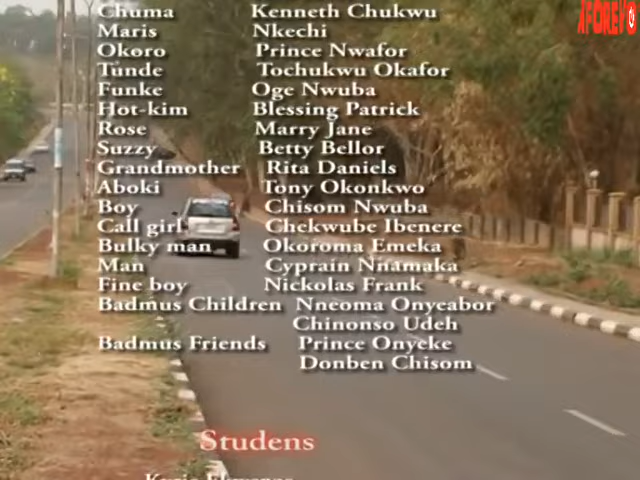 AFOREVO
Chuma Kenneth Chukwu
Maris Nkechi
Okoro Prince Nwafor
Tunde Tochukwu Okafor
Funke Oge Nwuba
Hot-kim Blessing Patrick
Rose Marry Jane
Suzzy Betty Bellor
Grandmother Rita Daniels
Aboki Tony Okonkwo
Boy Chisom Nwuba
Call girl Chekwube Ibenere
Bulky man Okoroma Emeka
Man Cyprain Nnamaka
Fine boy Nickolas Frank
Badmus Children Nneoma Onyeabor
Chinonso Udeh
Badmus Friends Prince Onyeke
Donben Chisom
Studens